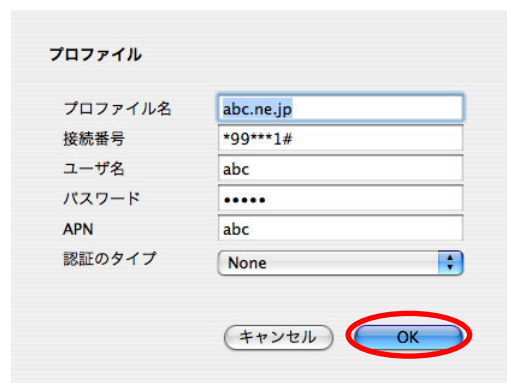 プロファイル
プロファイル名 abc.ne.jp
接続番号 *99***1#
ユーザ名 abc
パスワード •••••
APN abc
認証のタイプ None
キャンセル OK